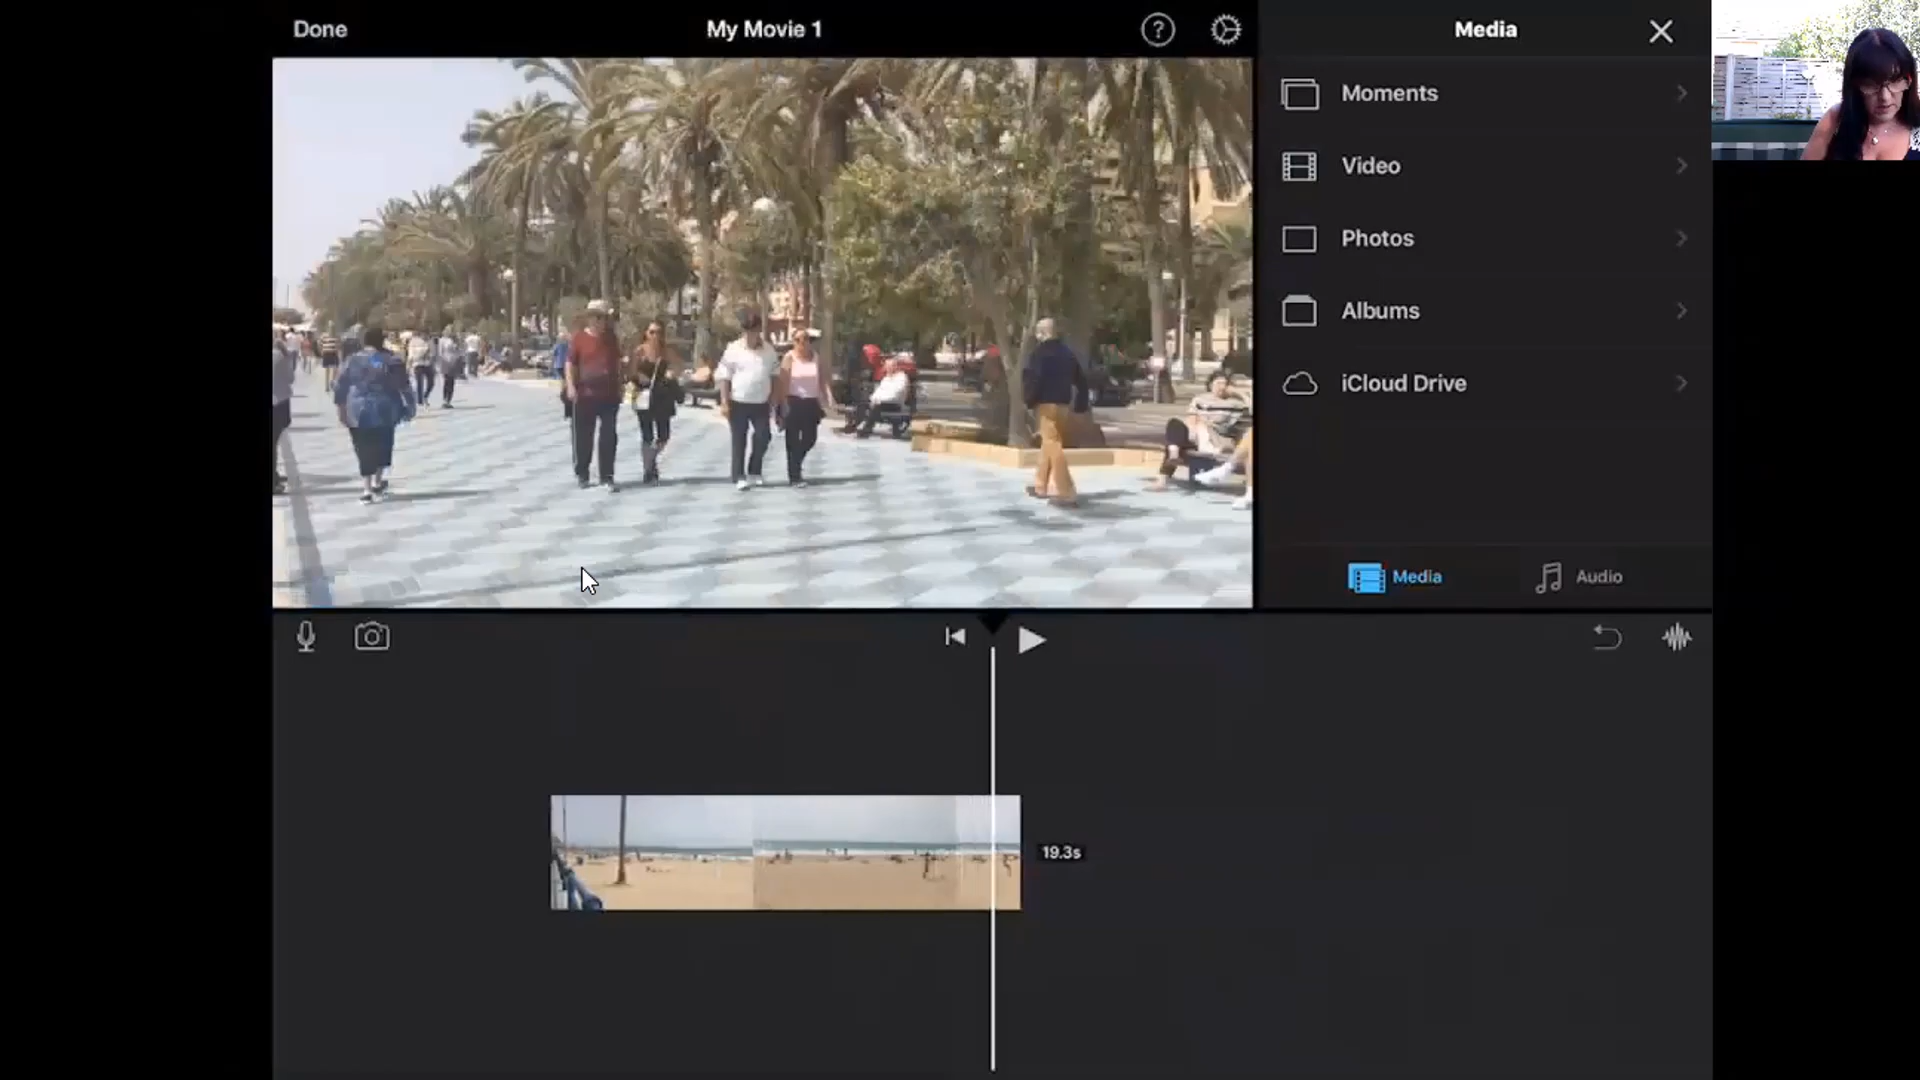 Done
My Movie 1
?
Media
Moments
Video
Photos
Albums
iCloud Drive
Media
Audio
19.3s